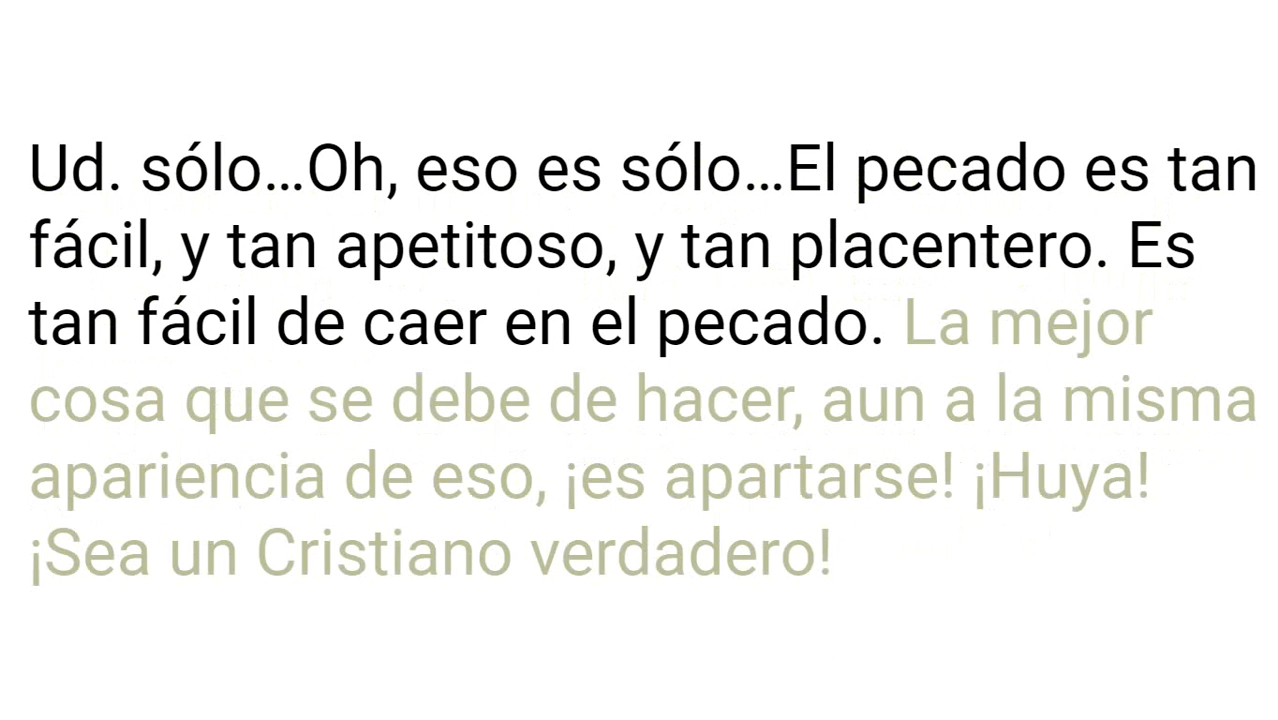 Ud. sólo…Oh, eso es sólo…El pecado es tan
fácil, y tan apetitoso, y tan placentero. Es
tan fácil de caer en el pecado. La mejor
cosa que se debe de hacer, aun a la misma
apariencia de eso, ¡es apartarse! ¡Huya!
¡Sea un Cristiano verdadero!